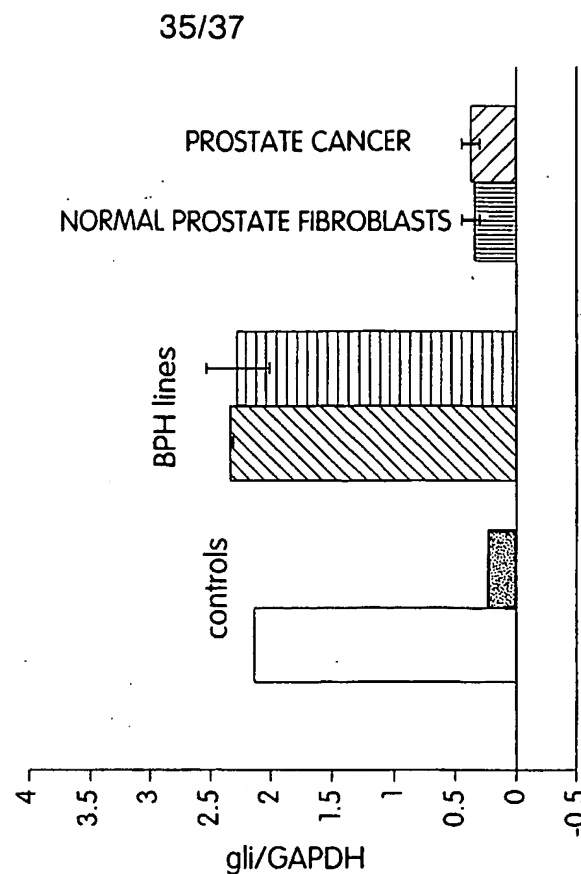 35/37
PROSTATE CANCER
NORMAL PROSTATE FIBROBLASTS
BPH lines
controls
4
3.5
3
2.5
2
1.5
1
0.5
0
-0.5
gli/GAPDH